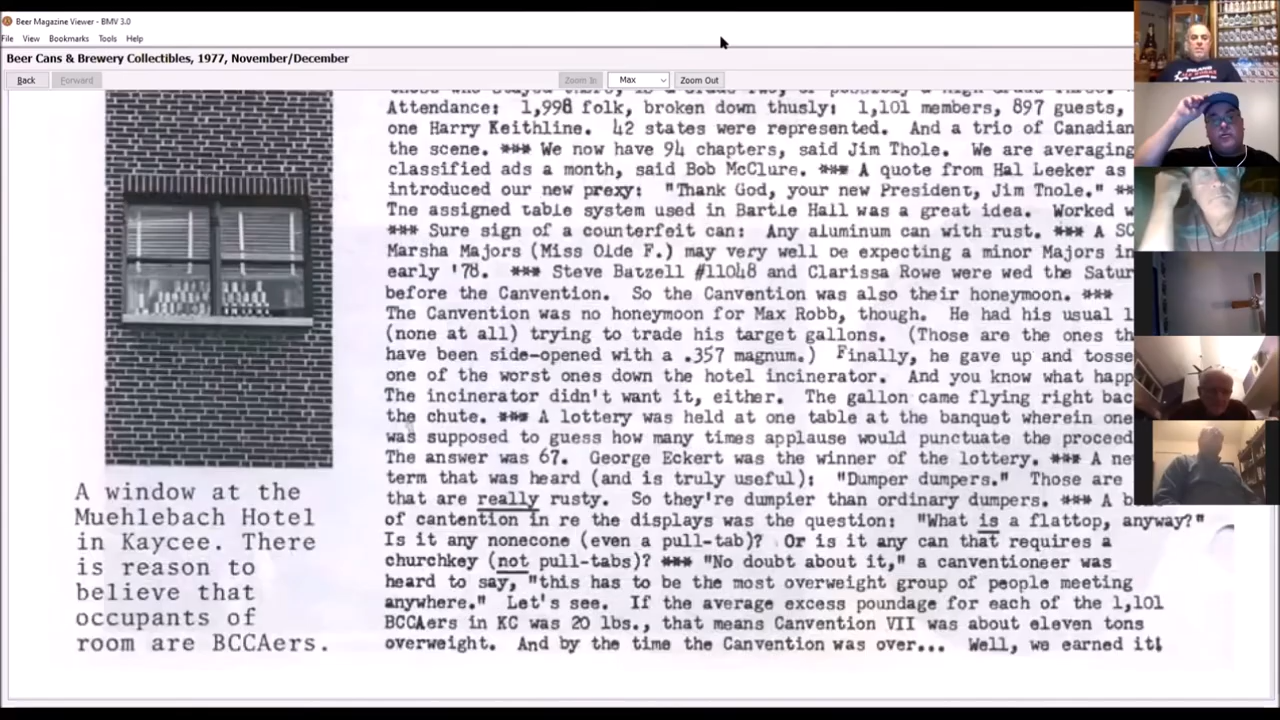 Beer Magazine Viewer - BMV 3.0
File View Bookmarks Tools Help
Beer Cans & Brewery Collectibles, 1977, November/December
Back Forward Zoom In Max Zoom Out
Attendance: 1,998 folk, broken down thusly: 1,101 members, 897 guests,
one Harry Keithline. 42 states were represented. And a trio of Canadian
the scene. *** We now have 94 chapters, said Jim Thole. We are averaging
classified ads a month, said Bob McClure. *** A quote from Hal Leeker as
introduced our new prexy: "Thank God, your new President, Jim Tnole." **
The assigned table system used in Bartle Hall was a great idea. Worked w
*** Sure sign of a counterfeit can: Any aluminum can with rust. *** A SC
Marsha Majors (Miss Olde F.) may very well be expecting a minor Majors in
early '78. *** Steve Batzell #11048 and Clarissa Rowe were wed the Satur
before the Canvention. So the Canvention was also their honeymoon. ***
The Canvention was no honeymoon for Max Robb, though. He had his usual l
(none at all) trying to trade his target gallons. (Those are the ones th
have been side-opened with a .357 magnum.) Finally, he gave up and tosse
one of the worst ones down the hotel incinerator. And you know what happ
The incinerator didn't want it, either. The gallon came flying right bac
the chute. *** A lottery was held at one table at the banquet wherein one
was supposed to guess how many times applause would punctuate the proceed
The answer was 67. George Eckert was the winner of the lottery. *** A ne
term that was heard (and is truly useful): "Dumper dumpers." Those are
that are really rusty. So they're dumpier than ordinary dumpers. *** A b
of cantention in re the displays was the question: "What is a flattop, anyway?"
Is it any nonecone (even a pull-tab)? Or is it any can that requires a
churchkey (not pull-tabs)? *** "No doubt about it," a canventioneer was
heard to say, "this has to be the most overweight group of people meeting
anywhere." Let's see. If the average excess poundage for each of the 1,101
BCCAers in KC was 20 lbs., that means Canvention VII was about eleven tons
overweight. And by the time the Canvention was over... Well, we earned it!
A window at the
Muehlebach Hotel
in Kaycee. There
is reason to
believe that
occupants of
room are BCCAers.